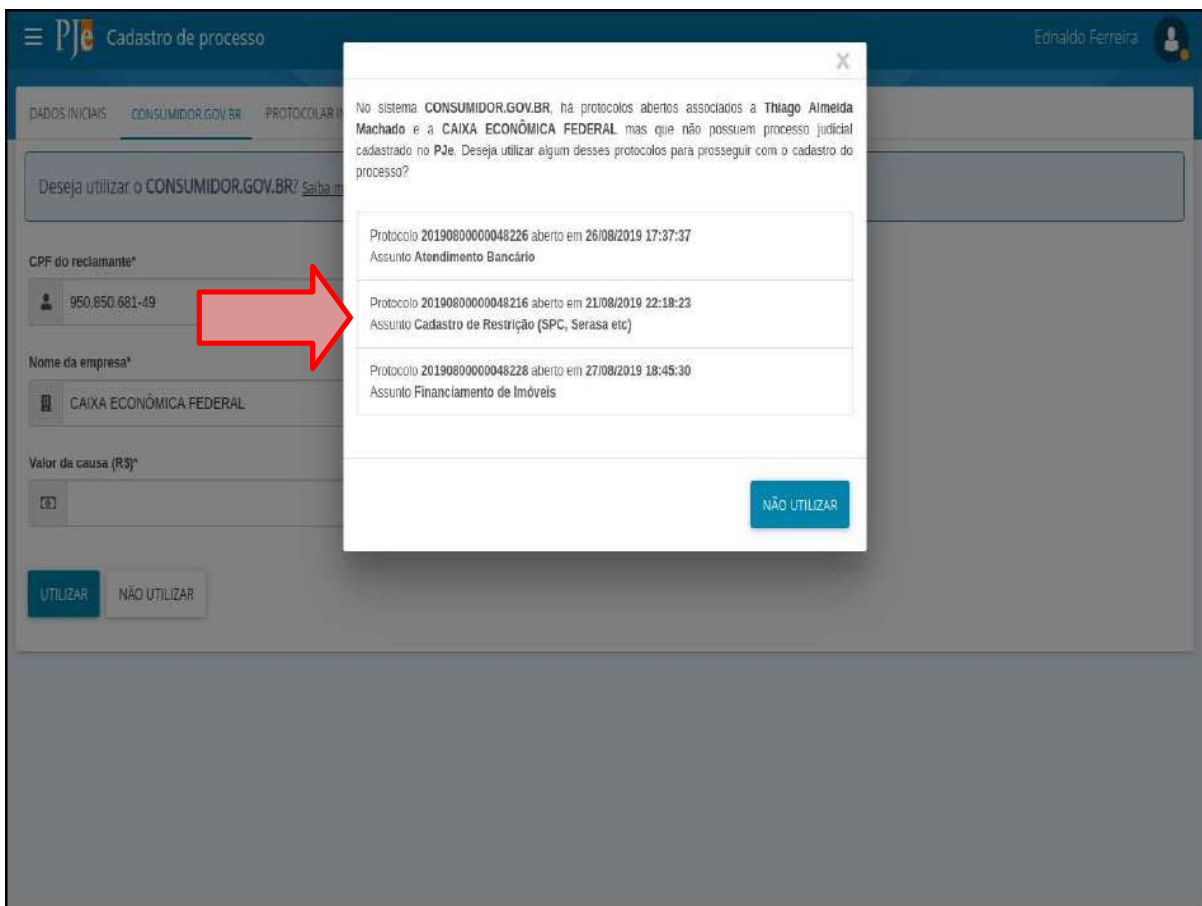 PJe Cadastro de processo
Ednaldo Ferreira
DADOS INICIAIS CONSUMIDOR.GOV.BR PROTOCOLAR
Deseja utilizar o CONSUMIDOR.GOV.BR? Saiba
CPF do reclamante*
950.850.681-49
Nome da empresa*
CAIXA ECONÔMICA FEDERAL
Valor da causa (R$)*
UTILIZAR NÃO UTILIZAR
X
No sistema CONSUMIDOR.GOV.BR, há protocolos abertos associados a Thiago Almeida
Machado e a CAIXA ECONÔMICA FEDERAL mas que não possuem processo judicial
cadastrado no PJe. Deseja utilizar algum desses protocolos para prosseguir com o cadastro do
processo?
Protocolo 20190800000048226 aberto em 26/08/2019 17:37:37
Assunto Atendimento Bancário
Protocolo 20190800000048216 aberto em 21/08/2019 22:18:23
Assunto Cadastro de Restrição (SPC, Serasa etc)
Protocolo 20190800000048228 aberto em 27/08/2019 18:45:30
Assunto Financiamento de Imóveis
NÃO UTILIZAR